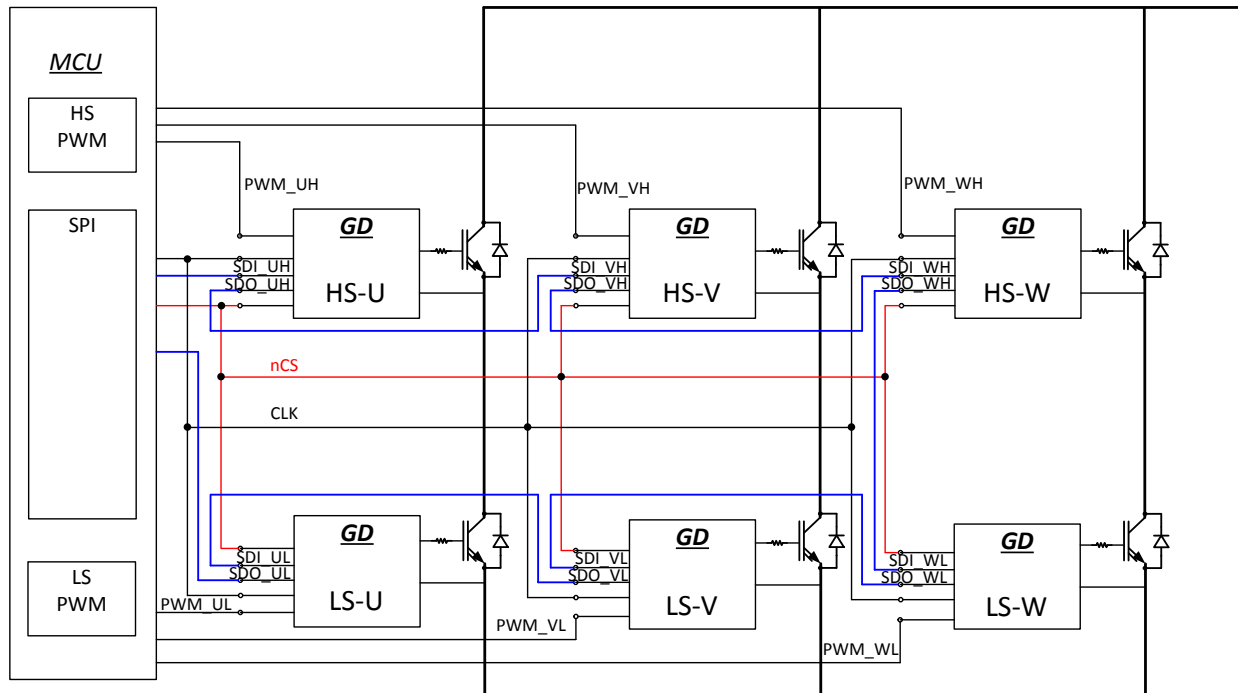 MCU
HS
PWM
SPI
LS
PWM
PWM_UH
PWM_VH
PWM_WH
GD
HS-U
SDI_UH
SDO_UH
GD
HS-V
SDI_VH
SDO_VH
GD
HS-W
SDI_WH
SDO_WH
nCS
CLK
GD
LS-U
SDI_UL
SDO_UL
PWM_UL
GD
LS-V
SDI_VL
SDO_VL
PWM_VL
GD
LS-W
SDI_WL
SDO_WL
PWM_WL